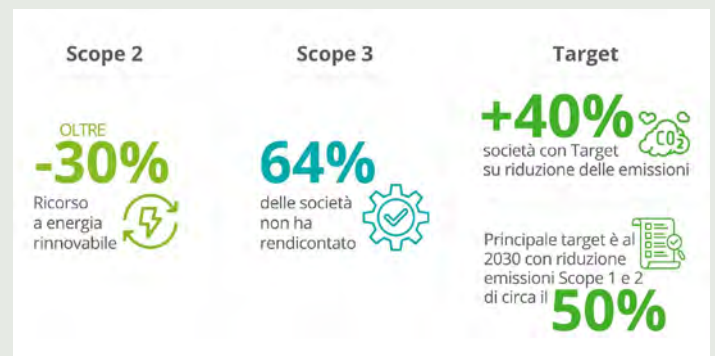 Scope 2
OLTRE
-30%
Ricorso
a energia
rinnovabile
Scope 3
64%
delle società
non ha
rendicontato
Target
+40%
CO2
società con Target
su riduzione delle emissioni
Principale target è al
2030 con riduzione
emissioni Scope 1 e 2
di circa il
50%